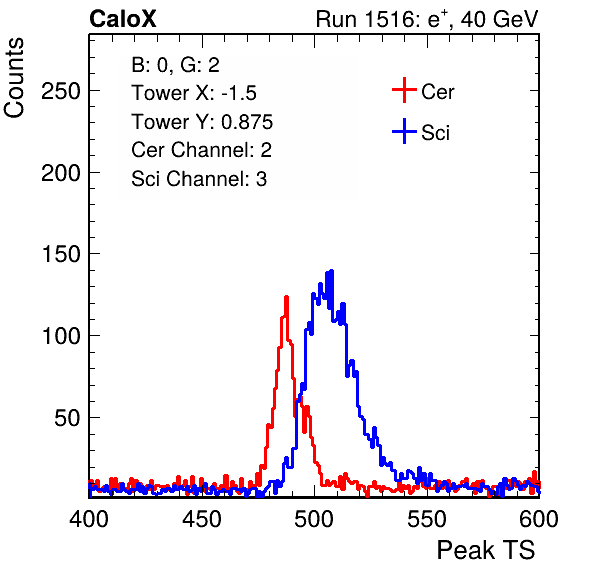 CaloX Run 1516: e⁺, 40 GeV
B: 0, G: 2
Tower X: -1.5
Tower Y: 0.875
Cer Channel: 2
Sci Channel: 3
Cer
Sci
Counts
250
200
150
100
50
400 450 500 550 600
Peak TS